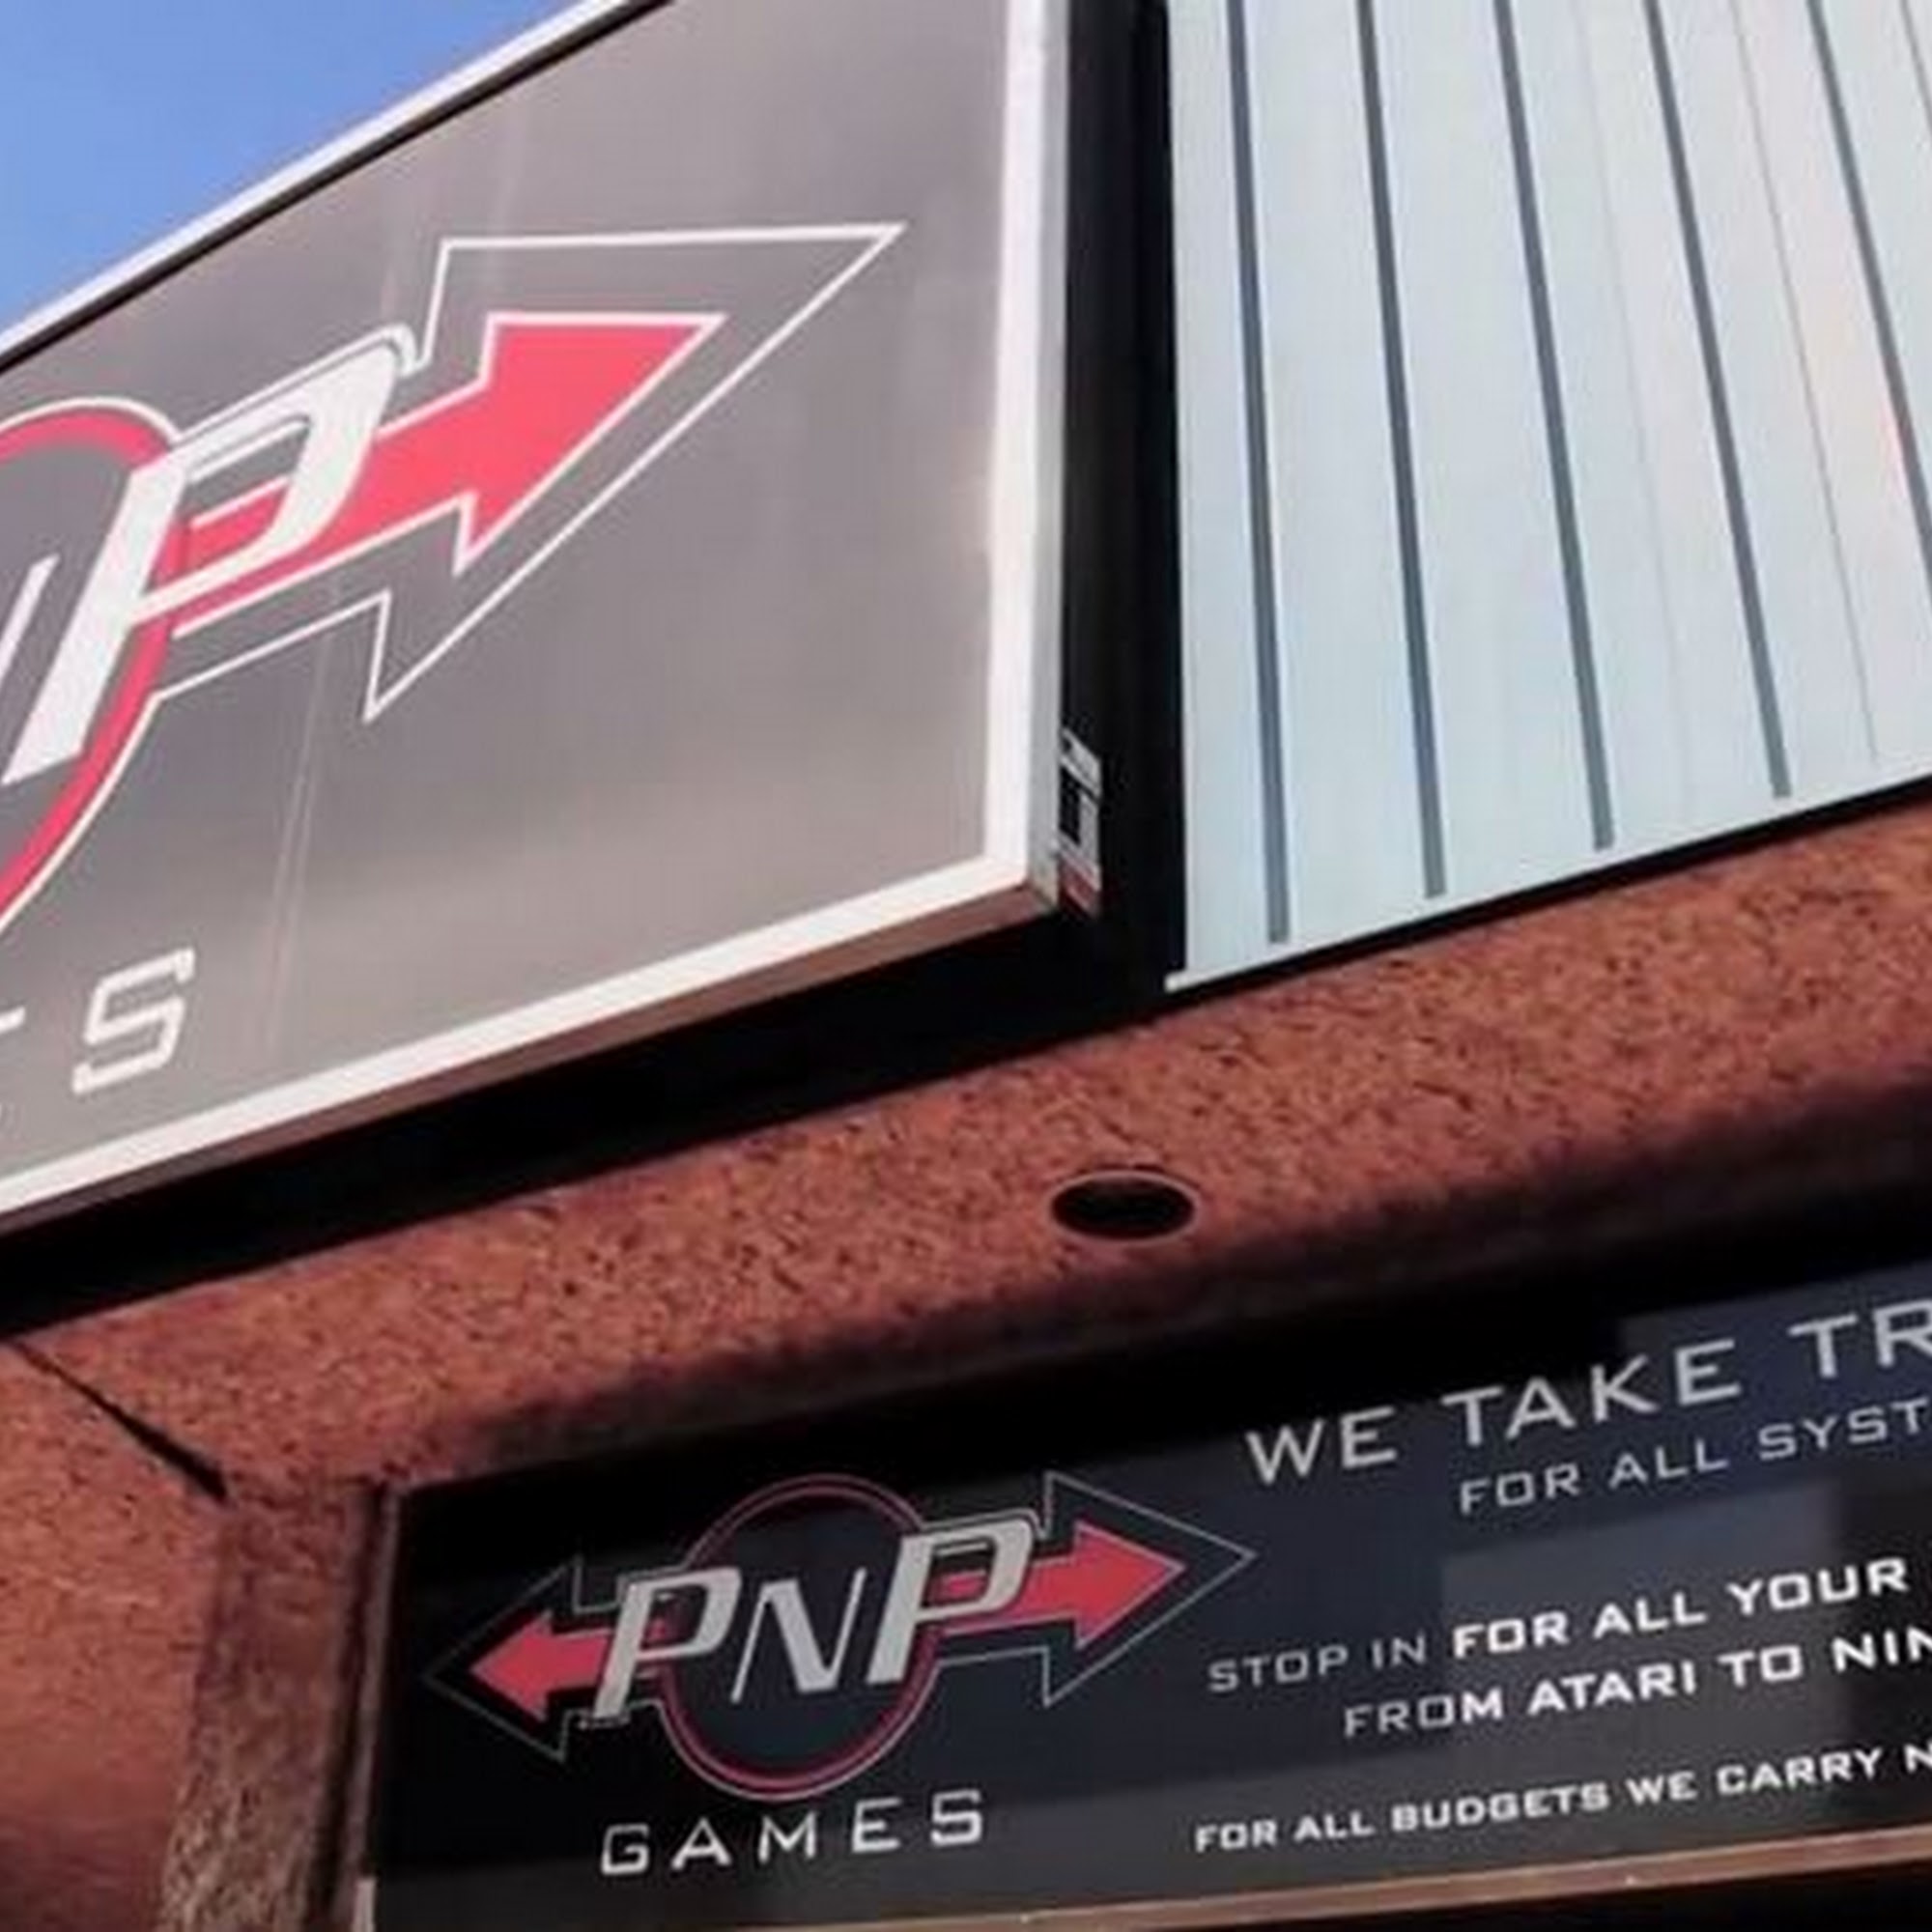 P
S
WE TAKE TR
FOR ALL SYST
PNP
GAMES
STOP IN FOR ALL YOUR
FROM ATARI TO NIN
FOR ALL BUDGETS WE CARRY N